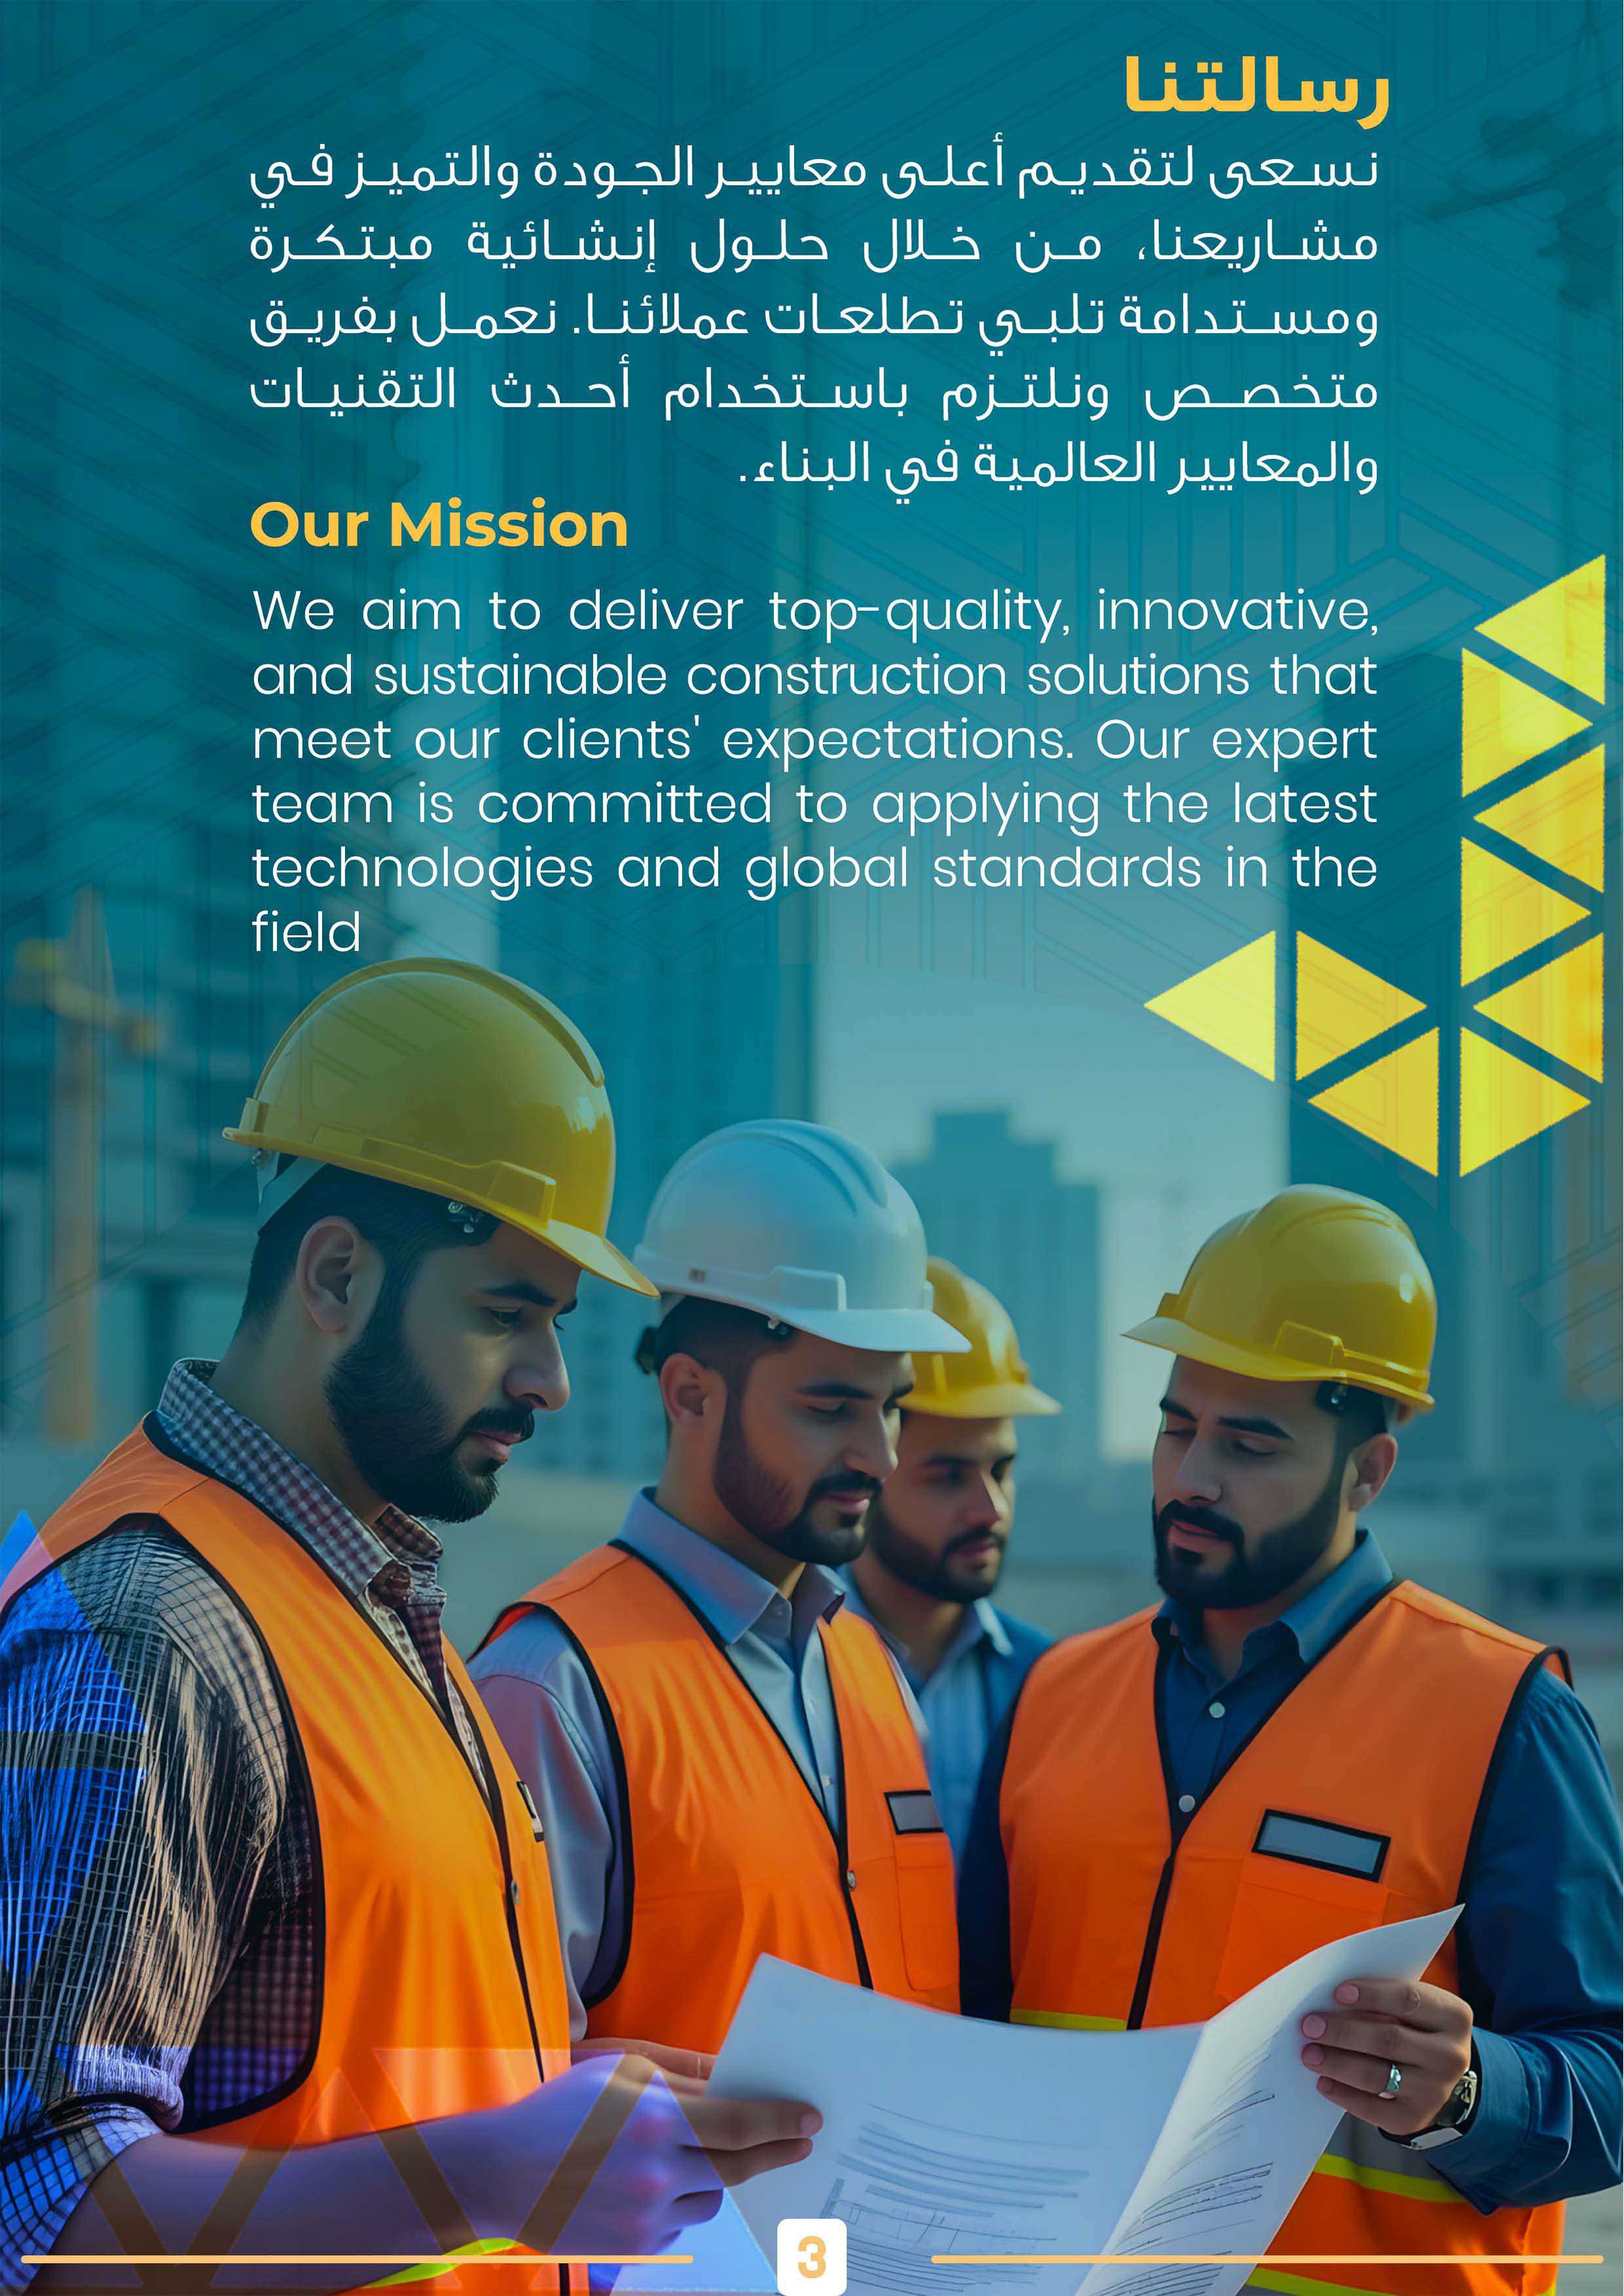 رسالتنا
نسعى لتقديم أعلى معايير الجودة والتميز في
مشاريعنا، من خلال حلول إنشائية مبتكرة
ومستدامة تلبي تطلعات عملائنا. نعمل بفريق
متخصص ونلتزم باستخدام أحدث التقنيات
والمعايير العالمية في البناء.
Our Mission
We aim to deliver top-quality, innovative,
and sustainable construction solutions that
meet our clients' expectations. Our expert
team is committed to applying the latest
technologies and global standards in the
field
3